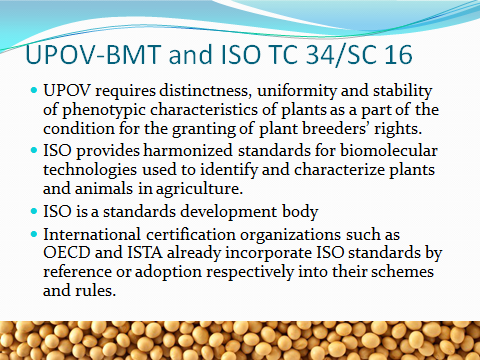 UPOV-BMT and ISO TC 34/SC 16
• UPOV requires distinctness, uniformity and stability
of phenotypic characteristics of plants as a part of the
condition for the granting of plant breeders’ rights.
• ISO provides harmonized standards for biomolecular
technologies used to identify and characterize plants
and animals in agriculture.
• ISO is a standards development body
• International certification organizations such as
OECD and ISTA already incorporate ISO standards by
reference or adoption respectively into their schemes
and rules.